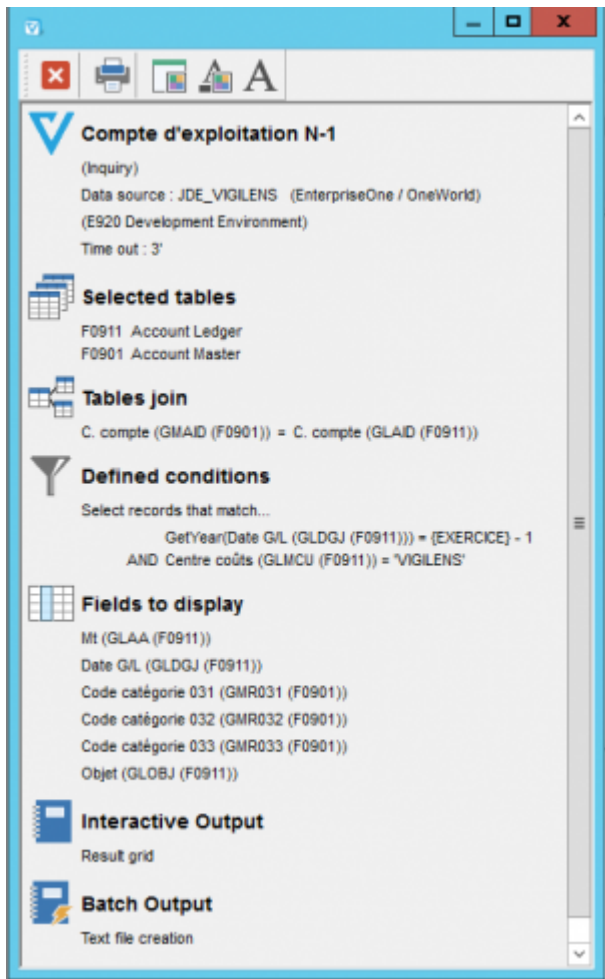 Compte d'exploitation N-1
(Inquiry)
Data source : JDE_VIGILENS (EnterpriseOne / OneWorld)
(E920 Development Environment)
Time out : 3'
Selected tables
F0911 Account Ledger
F0901 Account Master
Tables join
C. compte (GMAID (F0901)) = C. compte (GLAID (F0911))
Defined conditions
Select records that match...
GetYear(Date G/L (GLDGJ (F0911))) = {EXERCICE} - 1
AND Centre coûts (GLMCU (F0911)) = 'VIGILENS'
Fields to display
Mt (GLAA (F0911))
Date G/L (GLDGJ (F0911))
Code catégorie 031 (GMR031 (F0901))
Code catégorie 032 (GMR032 (F0901))
Code catégorie 033 (GMR033 (F0901))
Objet (GLOBJ (F0911))
Interactive Output
Result grid
Batch Output
Text file creation